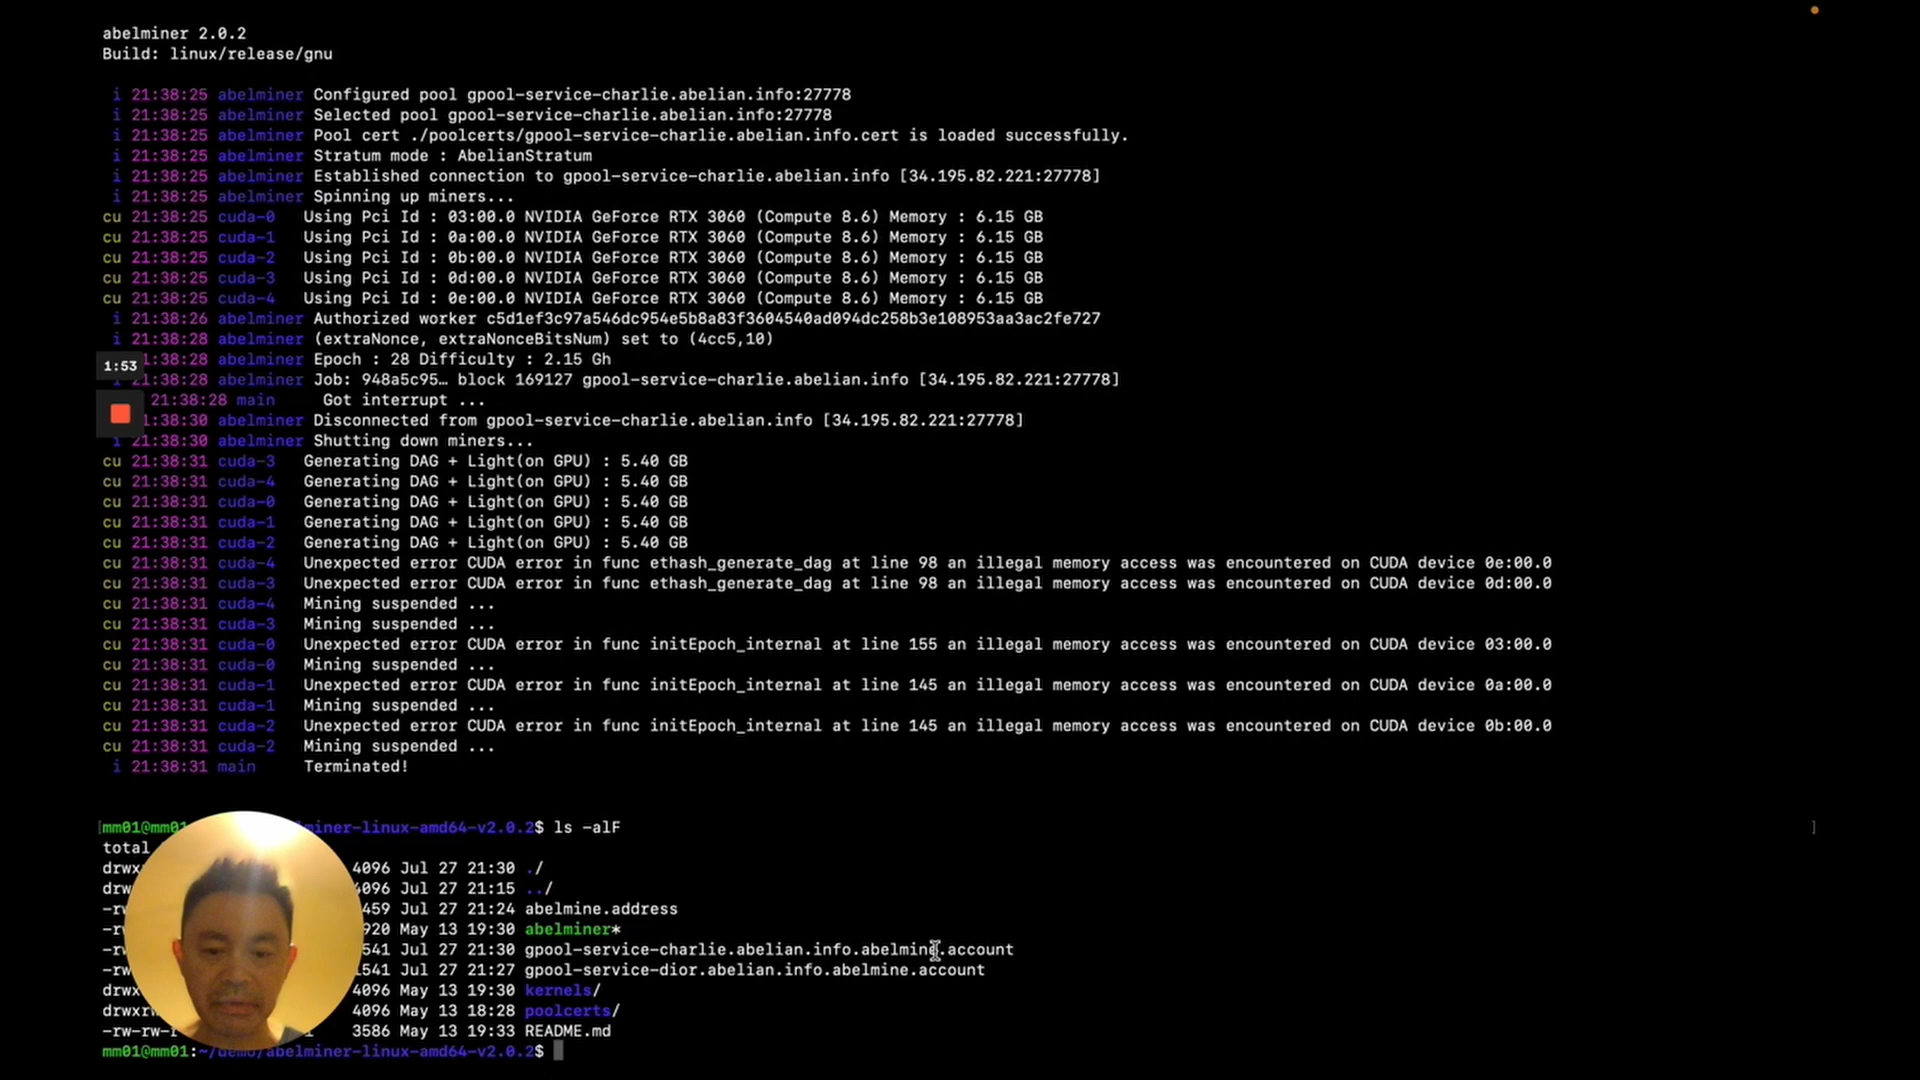 abelminer 2.0.2
Build: linux/release/gnu
i 21:38:25 abelminer Configured pool gpool-service-charlie.abelian.info:27778
i 21:38:25 abelminer Selected pool gpool-service-charlie.abelian.info:27778
i 21:38:25 abelminer Pool cert ./poolcerts/gpool-service-charlie.abelian.info.cert is loaded successfully.
i 21:38:25 abelminer Stratum mode : AbelianStratum
i 21:38:25 abelminer Established connection to gpool-service-charlie.abelian.info [34.195.82.221:27778]
i 21:38:25 abelminer Spinning up miners...
cu 21:38:25 cuda-0 Using Pci Id : 03:00.0 NVIDIA GeForce RTX 3060 (Compute 8.6) Memory : 6.15 GB
cu 21:38:25 cuda-1 Using Pci Id : 0a:00.0 NVIDIA GeForce RTX 3060 (Compute 8.6) Memory : 6.15 GB
cu 21:38:25 cuda-2 Using Pci Id : 0b:00.0 NVIDIA GeForce RTX 3060 (Compute 8.6) Memory : 6.15 GB
cu 21:38:25 cuda-3 Using Pci Id : 0d:00.0 NVIDIA GeForce RTX 3060 (Compute 8.6) Memory : 6.15 GB
cu 21:38:25 cuda-4 Using Pci Id : 0e:00.0 NVIDIA GeForce RTX 3060 (Compute 8.6) Memory : 6.15 GB
i 21:38:26 abelminer Authorized worker c5d1ef3c97a546dc954e5b8a83f3604540ad094dc258b3e108953aa3ac2fe727
i 21:38:28 abelminer (extraNonce, extraNonceBitsNum) set to (4cc5,10)
1:38:28 abelminer Epoch : 28 Difficulty : 2.15 Gh
1:53
i 21:38:28 abelminer Job: 948a5c95… block 169127 gpool-service-charlie.abelian.info [34.195.82.221:27778]
21:38:28 main Got interrupt ...
1:38:30 abelminer Disconnected from gpool-service-charlie.abelian.info [34.195.82.221:27778]
i 21:38:30 abelminer Shutting down miners...
cu 21:38:31 cuda-3 Generating DAG + Light(on GPU) : 5.40 GB
cu 21:38:31 cuda-4 Generating DAG + Light(on GPU) : 5.40 GB
cu 21:38:31 cuda-0 Generating DAG + Light(on GPU) : 5.40 GB
cu 21:38:31 cuda-1 Generating DAG + Light(on GPU) : 5.40 GB
cu 21:38:31 cuda-2 Generating DAG + Light(on GPU) : 5.40 GB
cu 21:38:31 cuda-4 Unexpected error CUDA error in func ethash_generate_dag at line 98 an illegal memory access was encountered on CUDA device 0e:00.0
cu 21:38:31 cuda-3 Unexpected error CUDA error in func ethash_generate_dag at line 98 an illegal memory access was encountered on CUDA device 0d:00.0
cu 21:38:31 cuda-4 Mining suspended ...
cu 21:38:31 cuda-3 Mining suspended ...
cu 21:38:31 cuda-0 Unexpected error CUDA error in func initEpoch_internal at line 155 an illegal memory access was encountered on CUDA device 03:00.0
cu 21:38:31 cuda-0 Mining suspended ...
cu 21:38:31 cuda-1 Unexpected error CUDA error in func initEpoch_internal at line 145 an illegal memory access was encountered on CUDA device 0a:00.0
cu 21:38:31 cuda-1 Mining suspended ...
cu 21:38:31 cuda-2 Unexpected error CUDA error in func initEpoch_internal at line 145 an illegal memory access was encountered on CUDA device 0b:00.0
cu 21:38:31 cuda-2 Mining suspended ...
i 21:38:31 main Terminated!
[mm01@mm01 miner-linux-amd64-v2.0.2$ ls -alF ]
total
drwx 4096 Jul 27 21:30 ./
drw 4096 Jul 27 21:15 ../
-rw 459 Jul 27 21:24 abelmine.address
-r 920 May 13 19:30 abelminer*
-r 541 Jul 27 21:30 gpool-service-charlie.abelian.info.abelmine.account
-r 541 Jul 27 21:27 gpool-service-dior.abelian.info.abelmine.account
drwx 4096 May 13 19:30 kernels/
drwxr 4096 May 13 18:28 poolcerts/
-rw-rw-r 3586 May 13 19:33 README.md
mm01@mm01:~/demo/abelminer-linux-amd64-v2.0.2$